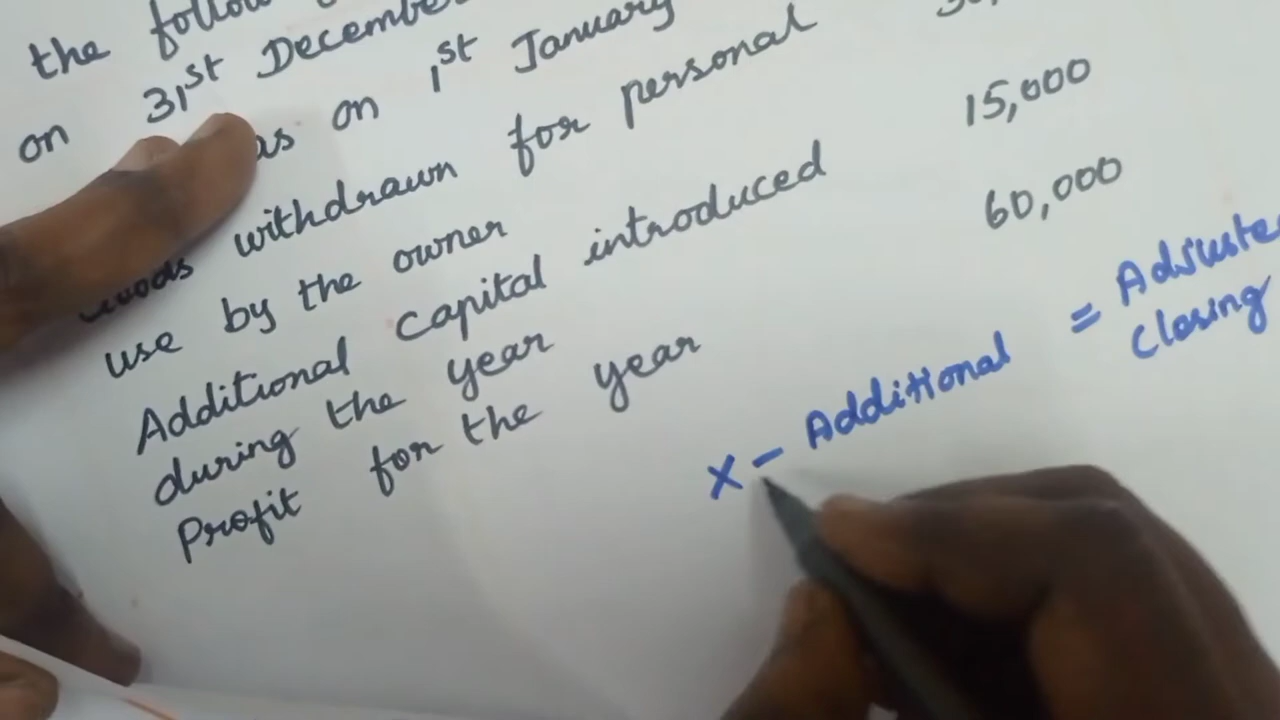 the
on 31st December
as on 1st January
withdrawn for personal
use by the owner 15,000
Additional capital introduced
during the year 60,000
Profit for the year
x - Additional =
Closing